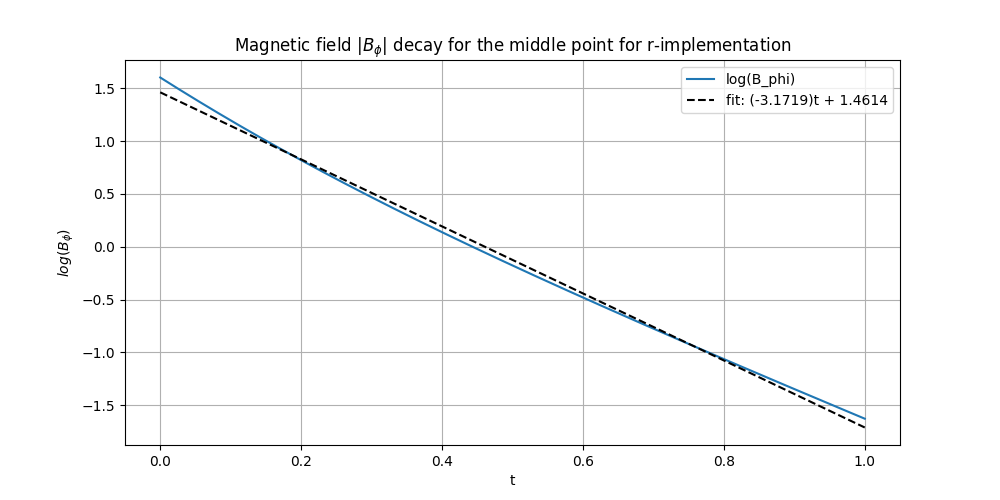 Magnetic field |B_ϕ| decay for the middle point for r-implementation
log(B_phi)
fit: (-3.1719)t + 1.4614
log(B_ϕ)
1.5
1.0
0.5
0.0
−0.5
−1.0
−1.5
0.0 0.2 0.4 0.6 0.8 1.0
t